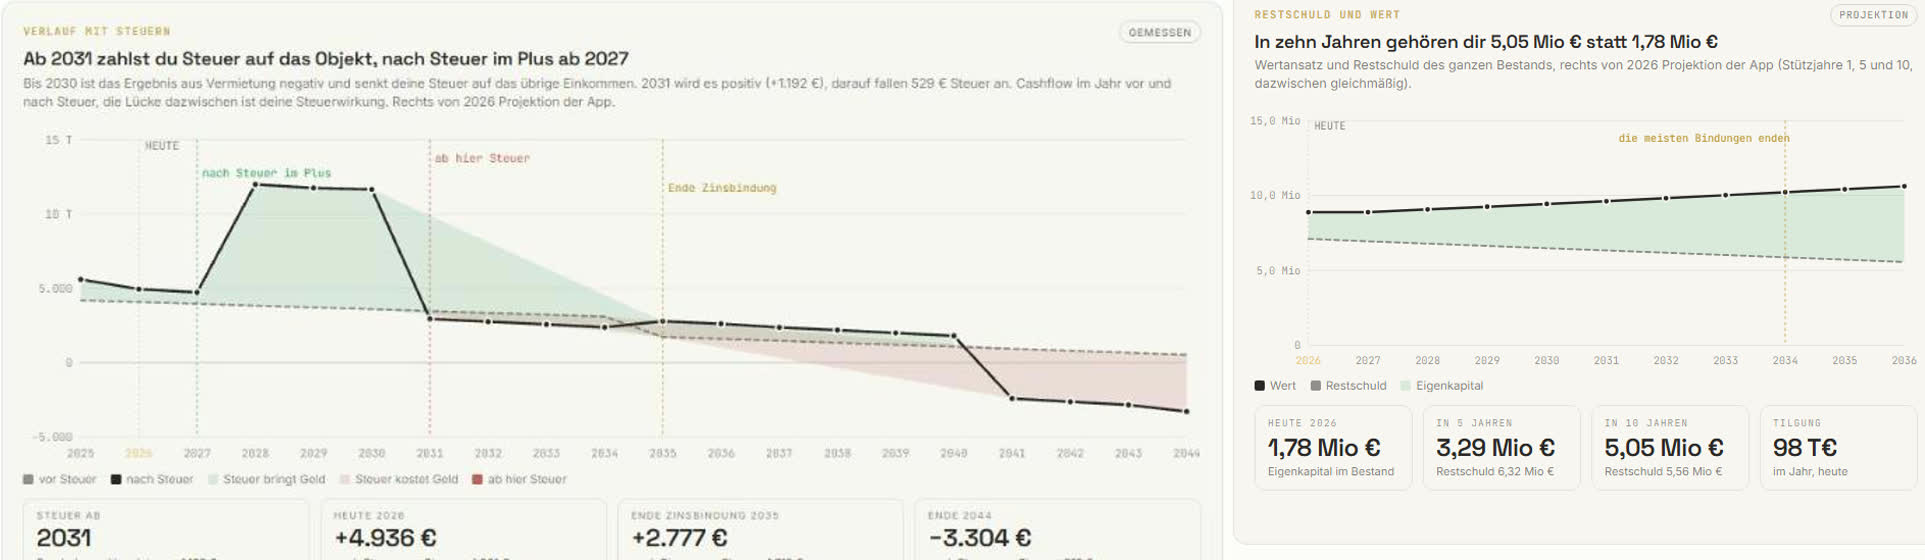 VERLAUF MIT STEUERN
GEMESSEN
Ab 2031 zahlst du Steuer auf das Objekt, nach Steuer im Plus ab 2027
Bis 2030 ist das Ergebnis aus Vermietung negativ und senkt deine Steuer auf das übrige Einkommen. 2031 wird es positiv (+1.192 €), darauf fallen 529 € Steuer an. Cashflow im Jahr vor und
nach Steuer, die Lücke dazwischen ist deine Steuerwirkung. Rechts von 2026 Projektion der App.
15 T
HEUTE
ab hier Steuer
nach Steuer im Plus
Ende Zinsbindung
10 T
5.000
0
-5.000
2025 2026 2027 2028 2029 2030 2031 2032 2033 2034 2035 2036 2037 2038 2039 2040 2041 2042 2043 2044
vor Steuer nach Steuer Steuer bringt Geld Steuer kostet Geld ab hier Steuer
STEUER AB
2031
HEUTE 2026
+4.936 €
ENDE ZINSBINDUNG 2035
+2.777 €
ENDE 2044
−3.304 €
RESTSCHULD UND WERT
PROJEKTION
In zehn Jahren gehören dir 5,05 Mio € statt 1,78 Mio €
Wertansatz und Restschuld des ganzen Bestands, rechts von 2026 Projektion der App (Stützjahre 1, 5 und 10,
dazwischen gleichmäßig).
15,0 Mio
HEUTE
die meisten Bindungen enden
10,0 Mio
5,0 Mio
0
2026 2027 2028 2029 2030 2031 2032 2033 2034 2035 2036
Wert Restschuld Eigenkapital
HEUTE 2026
1,78 Mio €
Eigenkapital im Bestand
IN 5 JAHREN
3,29 Mio €
Restschuld 6,32 Mio €
IN 10 JAHREN
5,05 Mio €
Restschuld 5,56 Mio €
TILGUNG
98 T€
im Jahr, heute